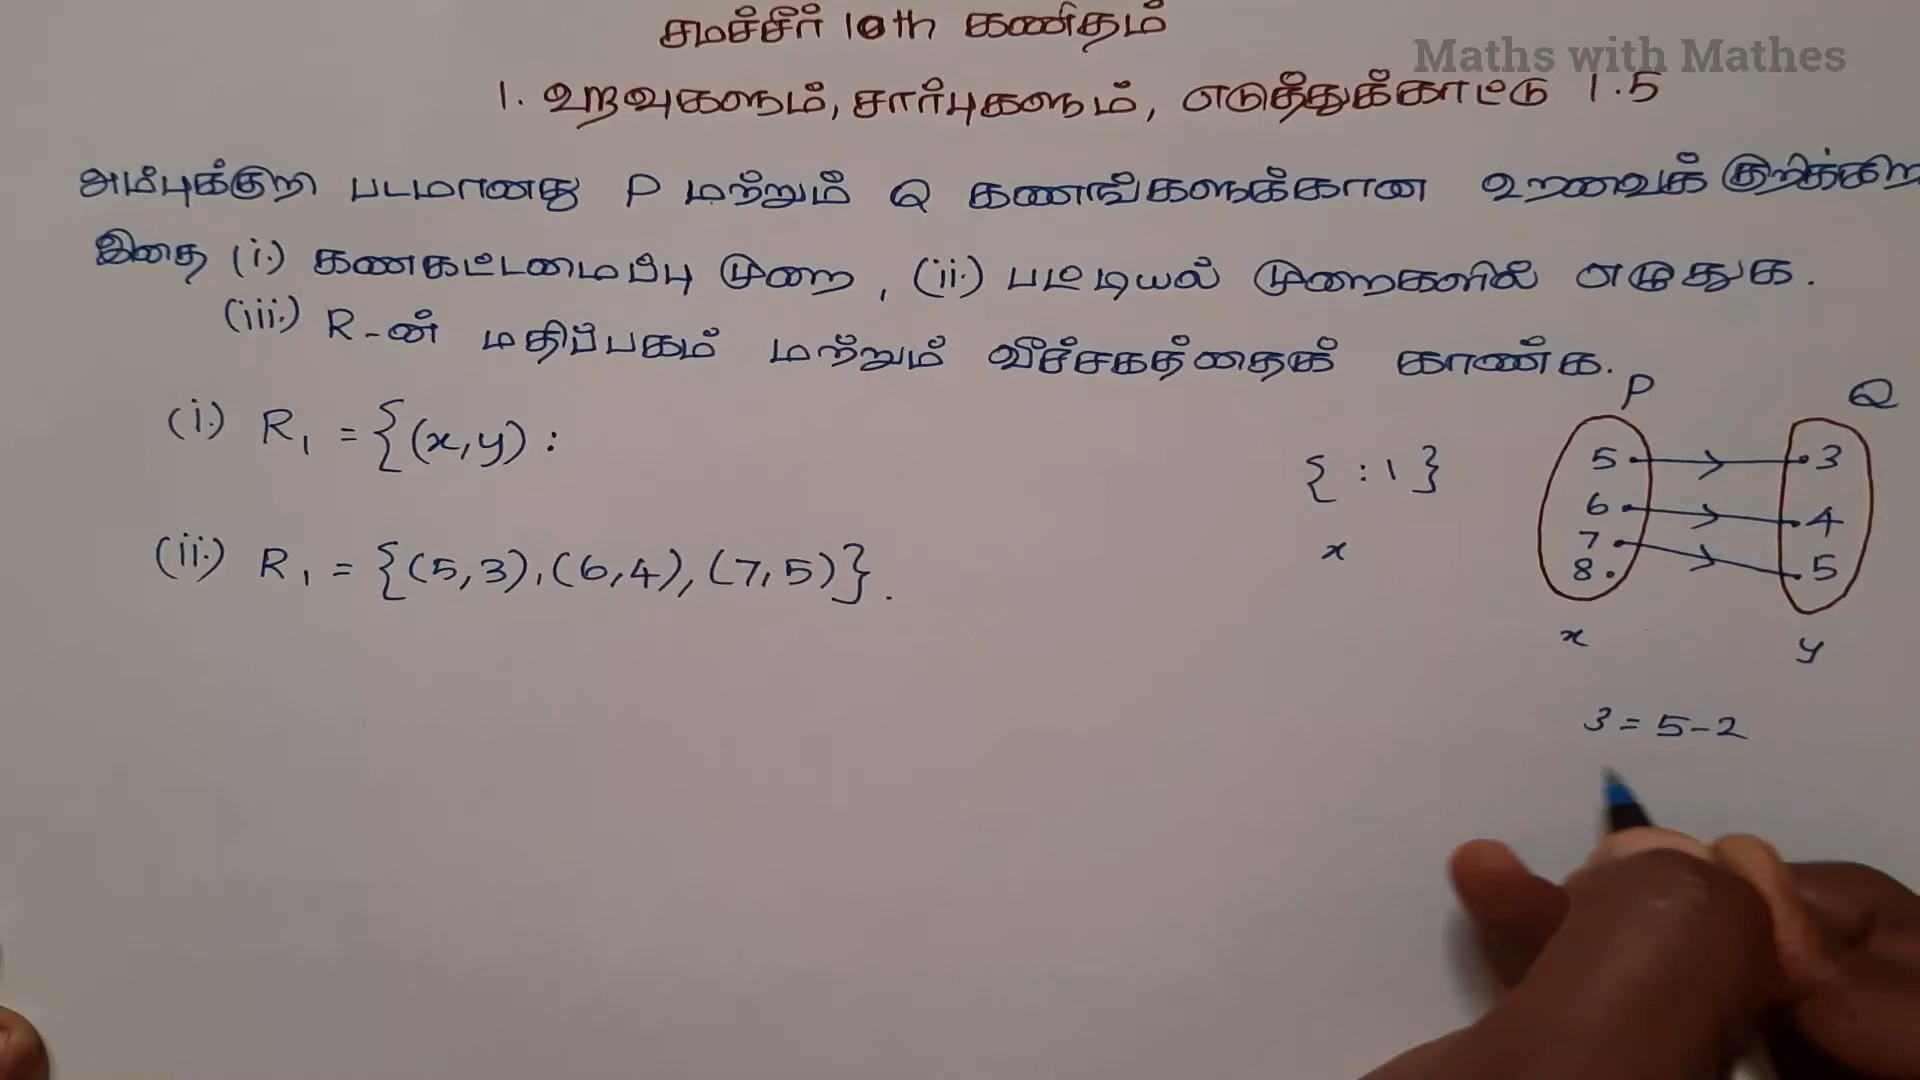 சமச்சீர் 10th கணிதம்
Maths with Mathes
1. உறவுகளும், சார்புகளும், எடுத்துக்காட்டு 1.5
அம்புக்குறி படமானது P மற்றும் Q கணங்களுக்கான உறவைக்
இதை (i.) கணகட்டமைப்பு முறை, (ii.) பட்டியல் முறைகளில் எழுதுக.
(iii.) R-ன் மதிப்பகம் மற்றும் வீச்சகத்தைக் காண்க.
(i.) R₁ = {(x,y) :
{ : 1 }
x
(ii.) R₁ = {(5,3), (6,4), (7,5)}.
P Q
5 3
6 4
7 5
8
x y
3 = 5-2